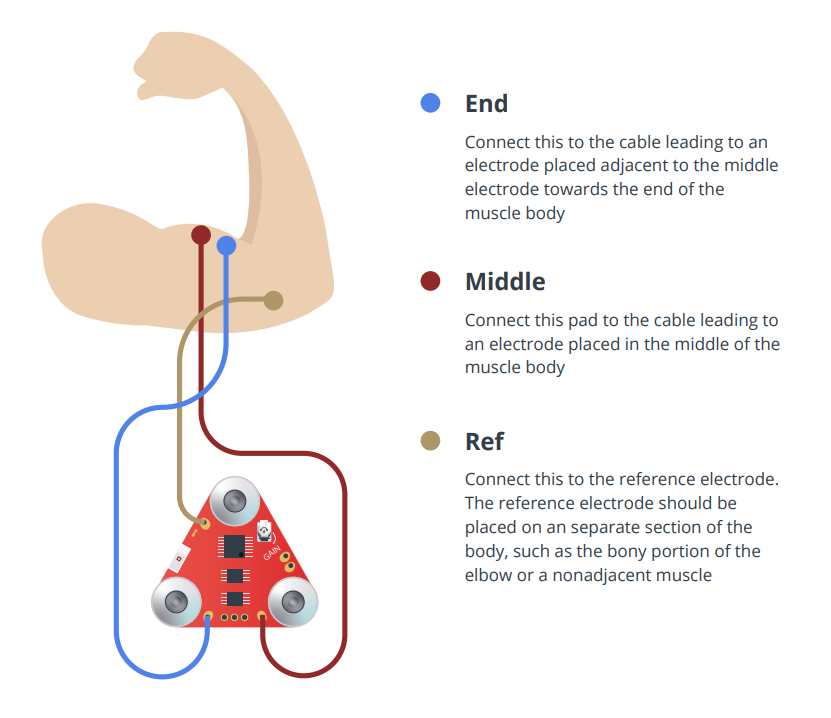 End
Connect this to the cable leading to an
electrode placed adjacent to the middle
electrode towards the end of the
muscle body
Middle
Connect this pad to the cable leading to
an electrode placed in the middle of the
muscle body
Ref
Connect this to the reference electrode.
The reference electrode should be
placed on an separate section of the
body, such as the bony portion of the
elbow or a nonadjacent muscle
GAIN